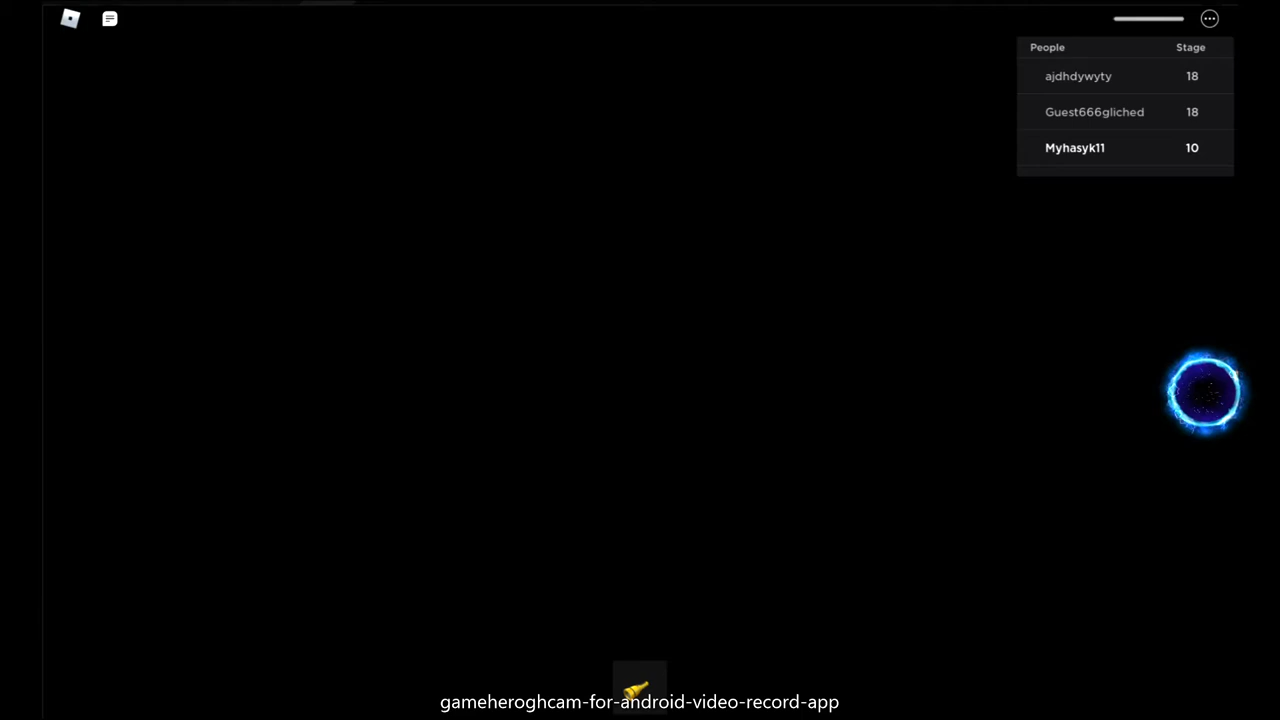 People Stage
ajdhdywyty 18
Guest666gliched 18
Myhasyk11 10
gameheroghcam-for-android-video-record-app